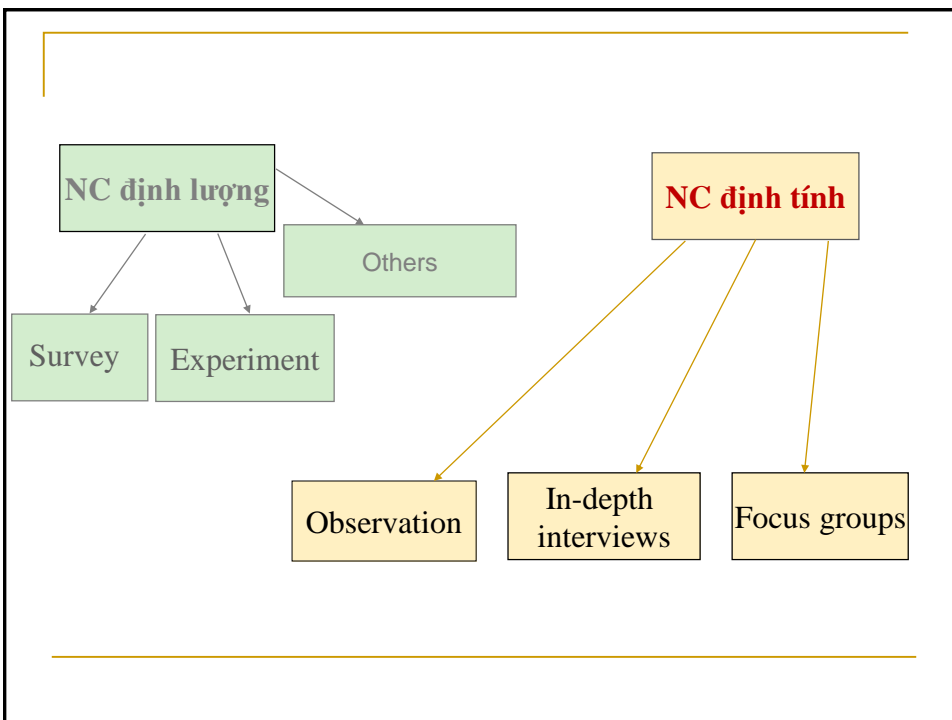 NC định lượng
NC định tính
Others
Survey
Experiment
Observation
In-depth
interviews
Focus groups